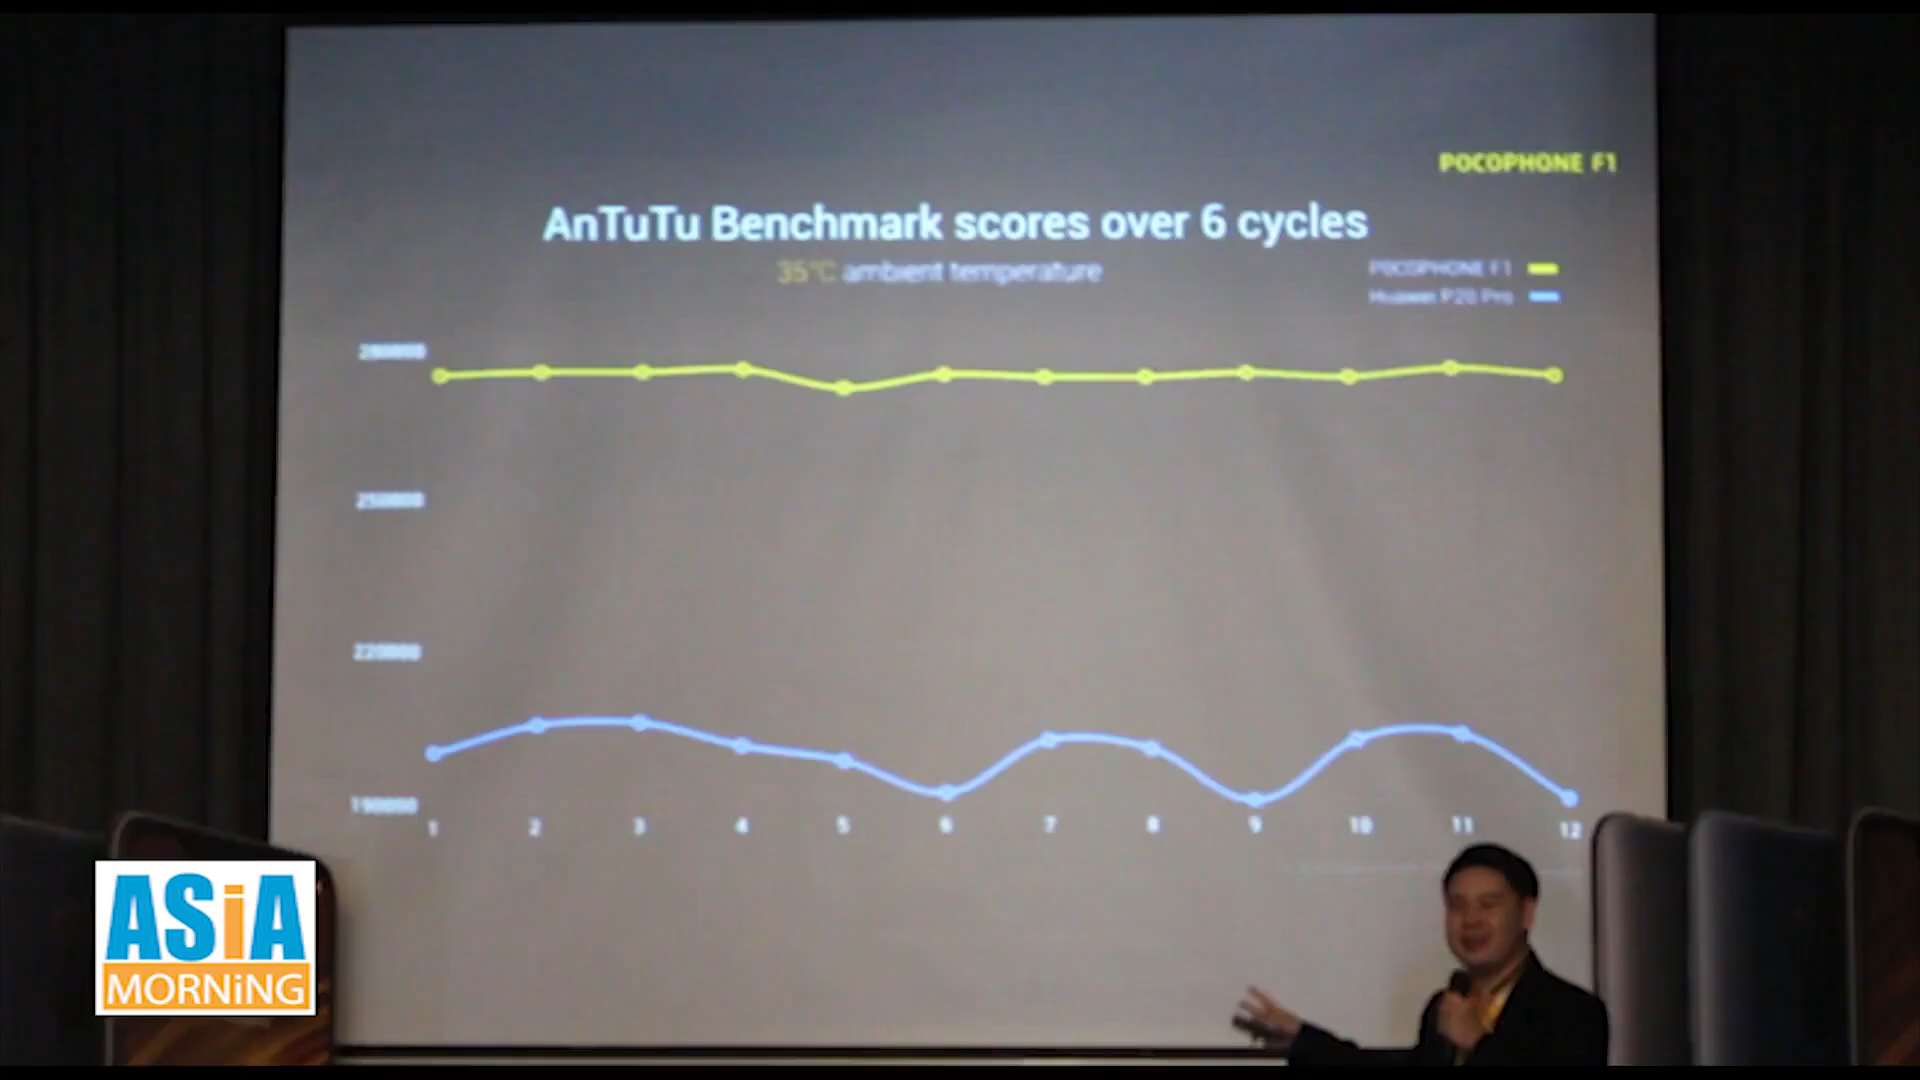 POCOPHONE F1
AnTuTu Benchmark scores over 6 cycles
35°C ambient temperature
POCOPHONE F1
Huawei P20 Pro
280000
250000
220000
190000
1 2 3 4 5 6 7 8 9 10 11 12
ASiA
MORNiNG